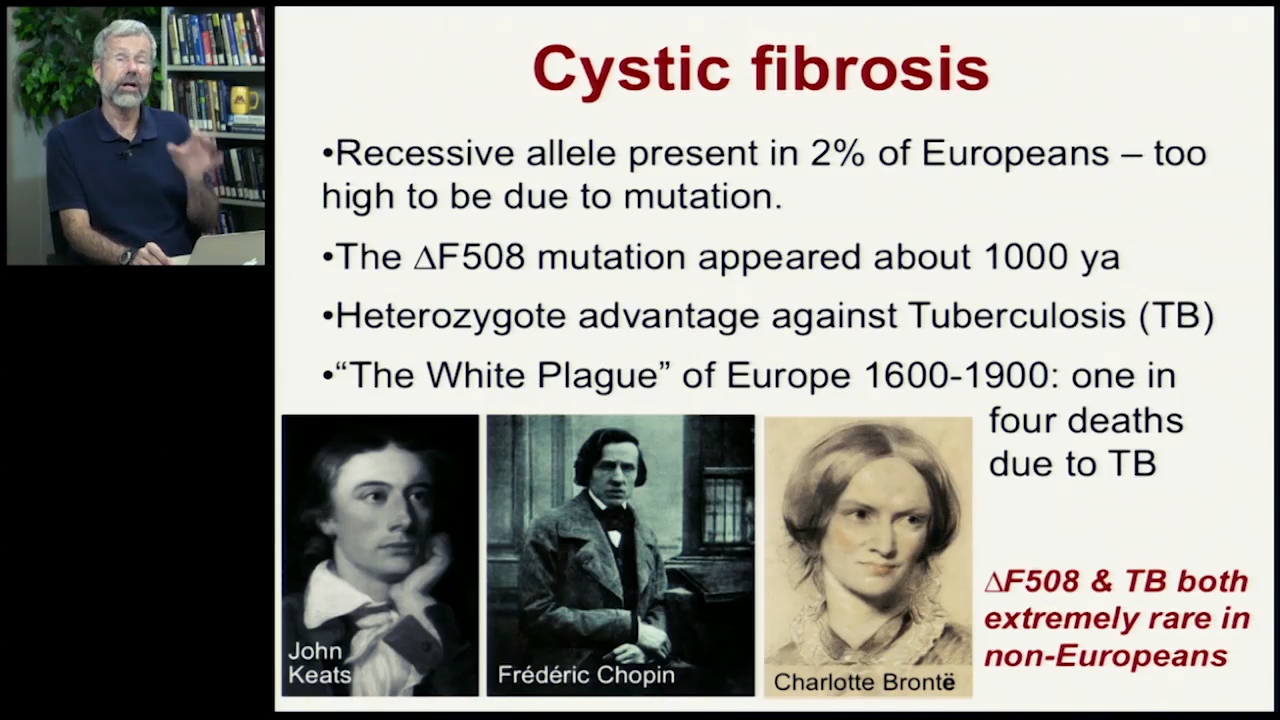 Cystic fibrosis
•Recessive allele present in 2% of Europeans – too
high to be due to mutation.
•The ∆F508 mutation appeared about 1000 ya
•Heterozygote advantage against Tuberculosis (TB)
•“The White Plague” of Europe 1600-1900: one in
four deaths
due to TB
∆F508 & TB both
extremely rare in
non-Europeans
John
Keats
Frédéric Chopin
Charlotte Brontë